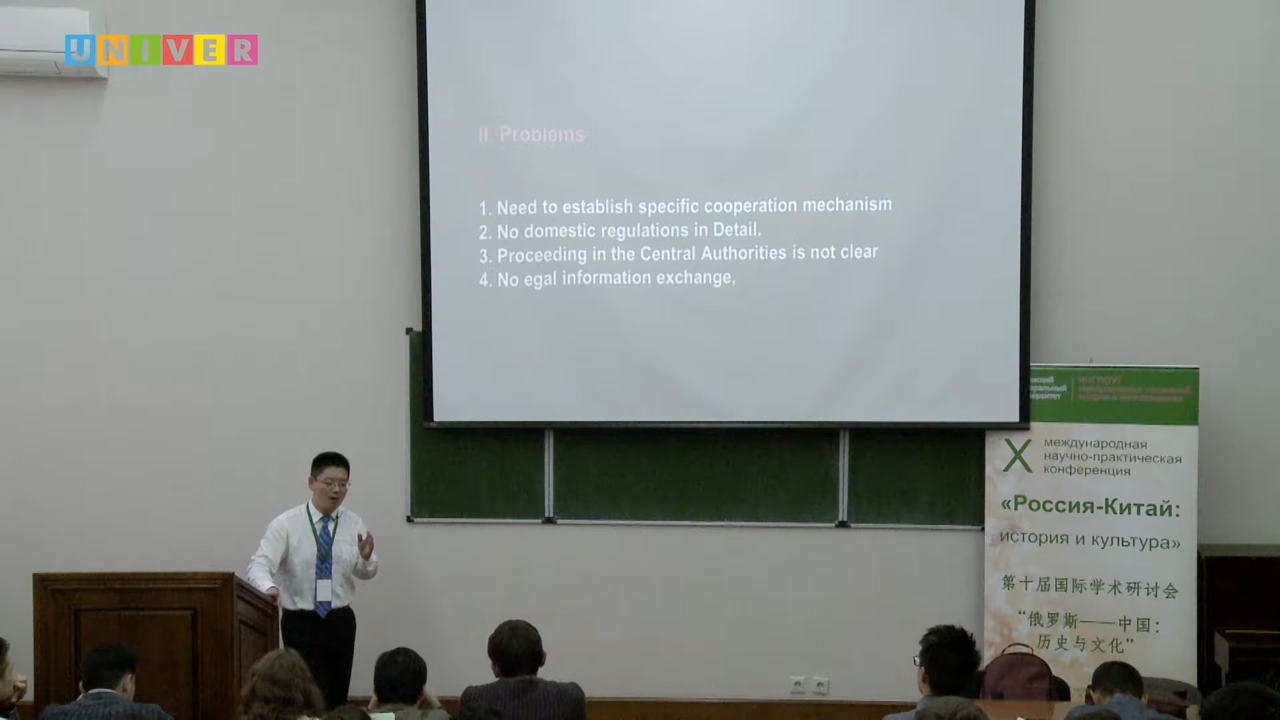 UNIVER
II. Problems
1. Need to establish specific cooperation mechanism
2. No domestic regulations in Detail.
3. Proceeding in the Central Authorities is not clear
4. No egal information exchange,
ИНСТИТУТ
X международная
научно-практическая
конференция
«Россия-Китай:
история и культура»
第十届国际学术研讨会
“俄罗斯——中国：
历史与文化”